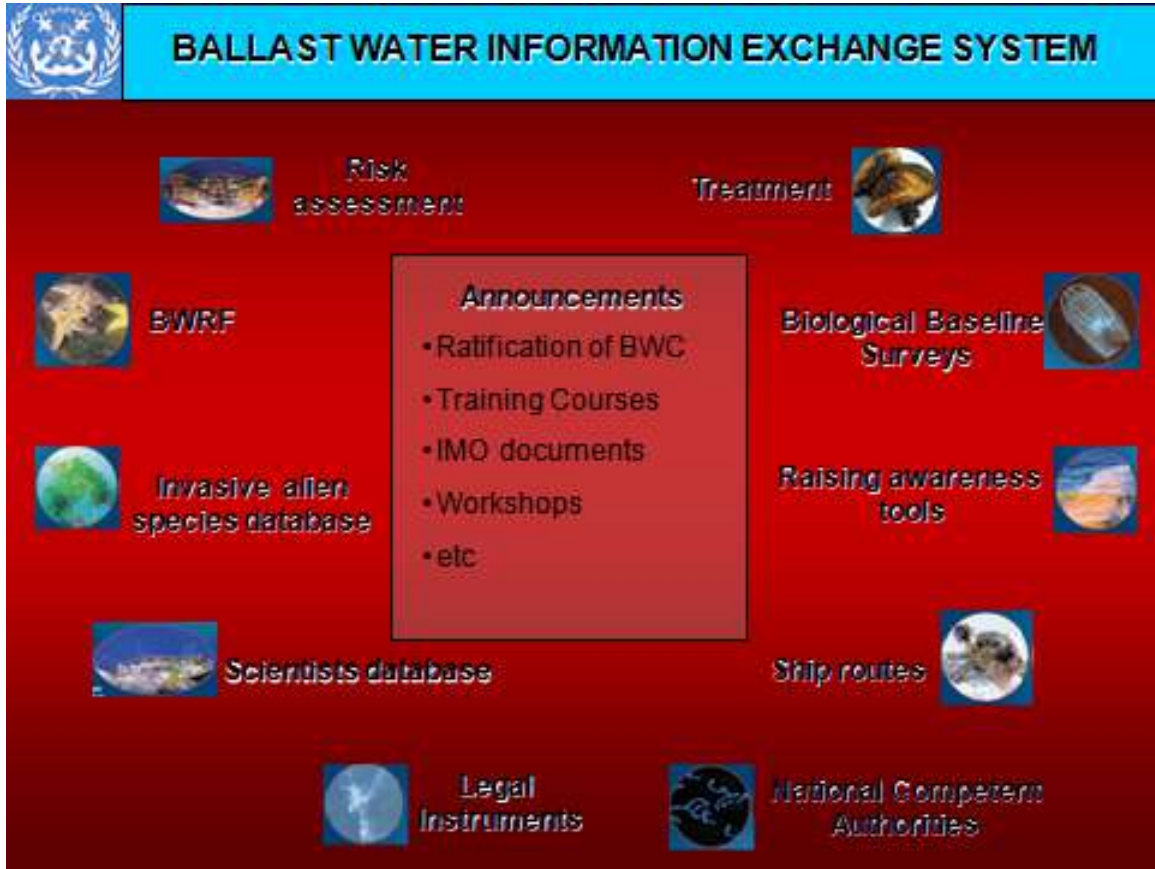 BALLAST WATER INFORMATION EXCHANGE SYSTEM
Risk
assessment
Treatment
BWRF
Announcements
•Ratification of BWC
•Training Courses
•IMO documents
•Workshops
•etc
Biological Baseline
Surveys
Invasive alien
species database
Raising awareness
tools
Scientists database
Ship routes
Legal
Instruments
National Competent
Authorities